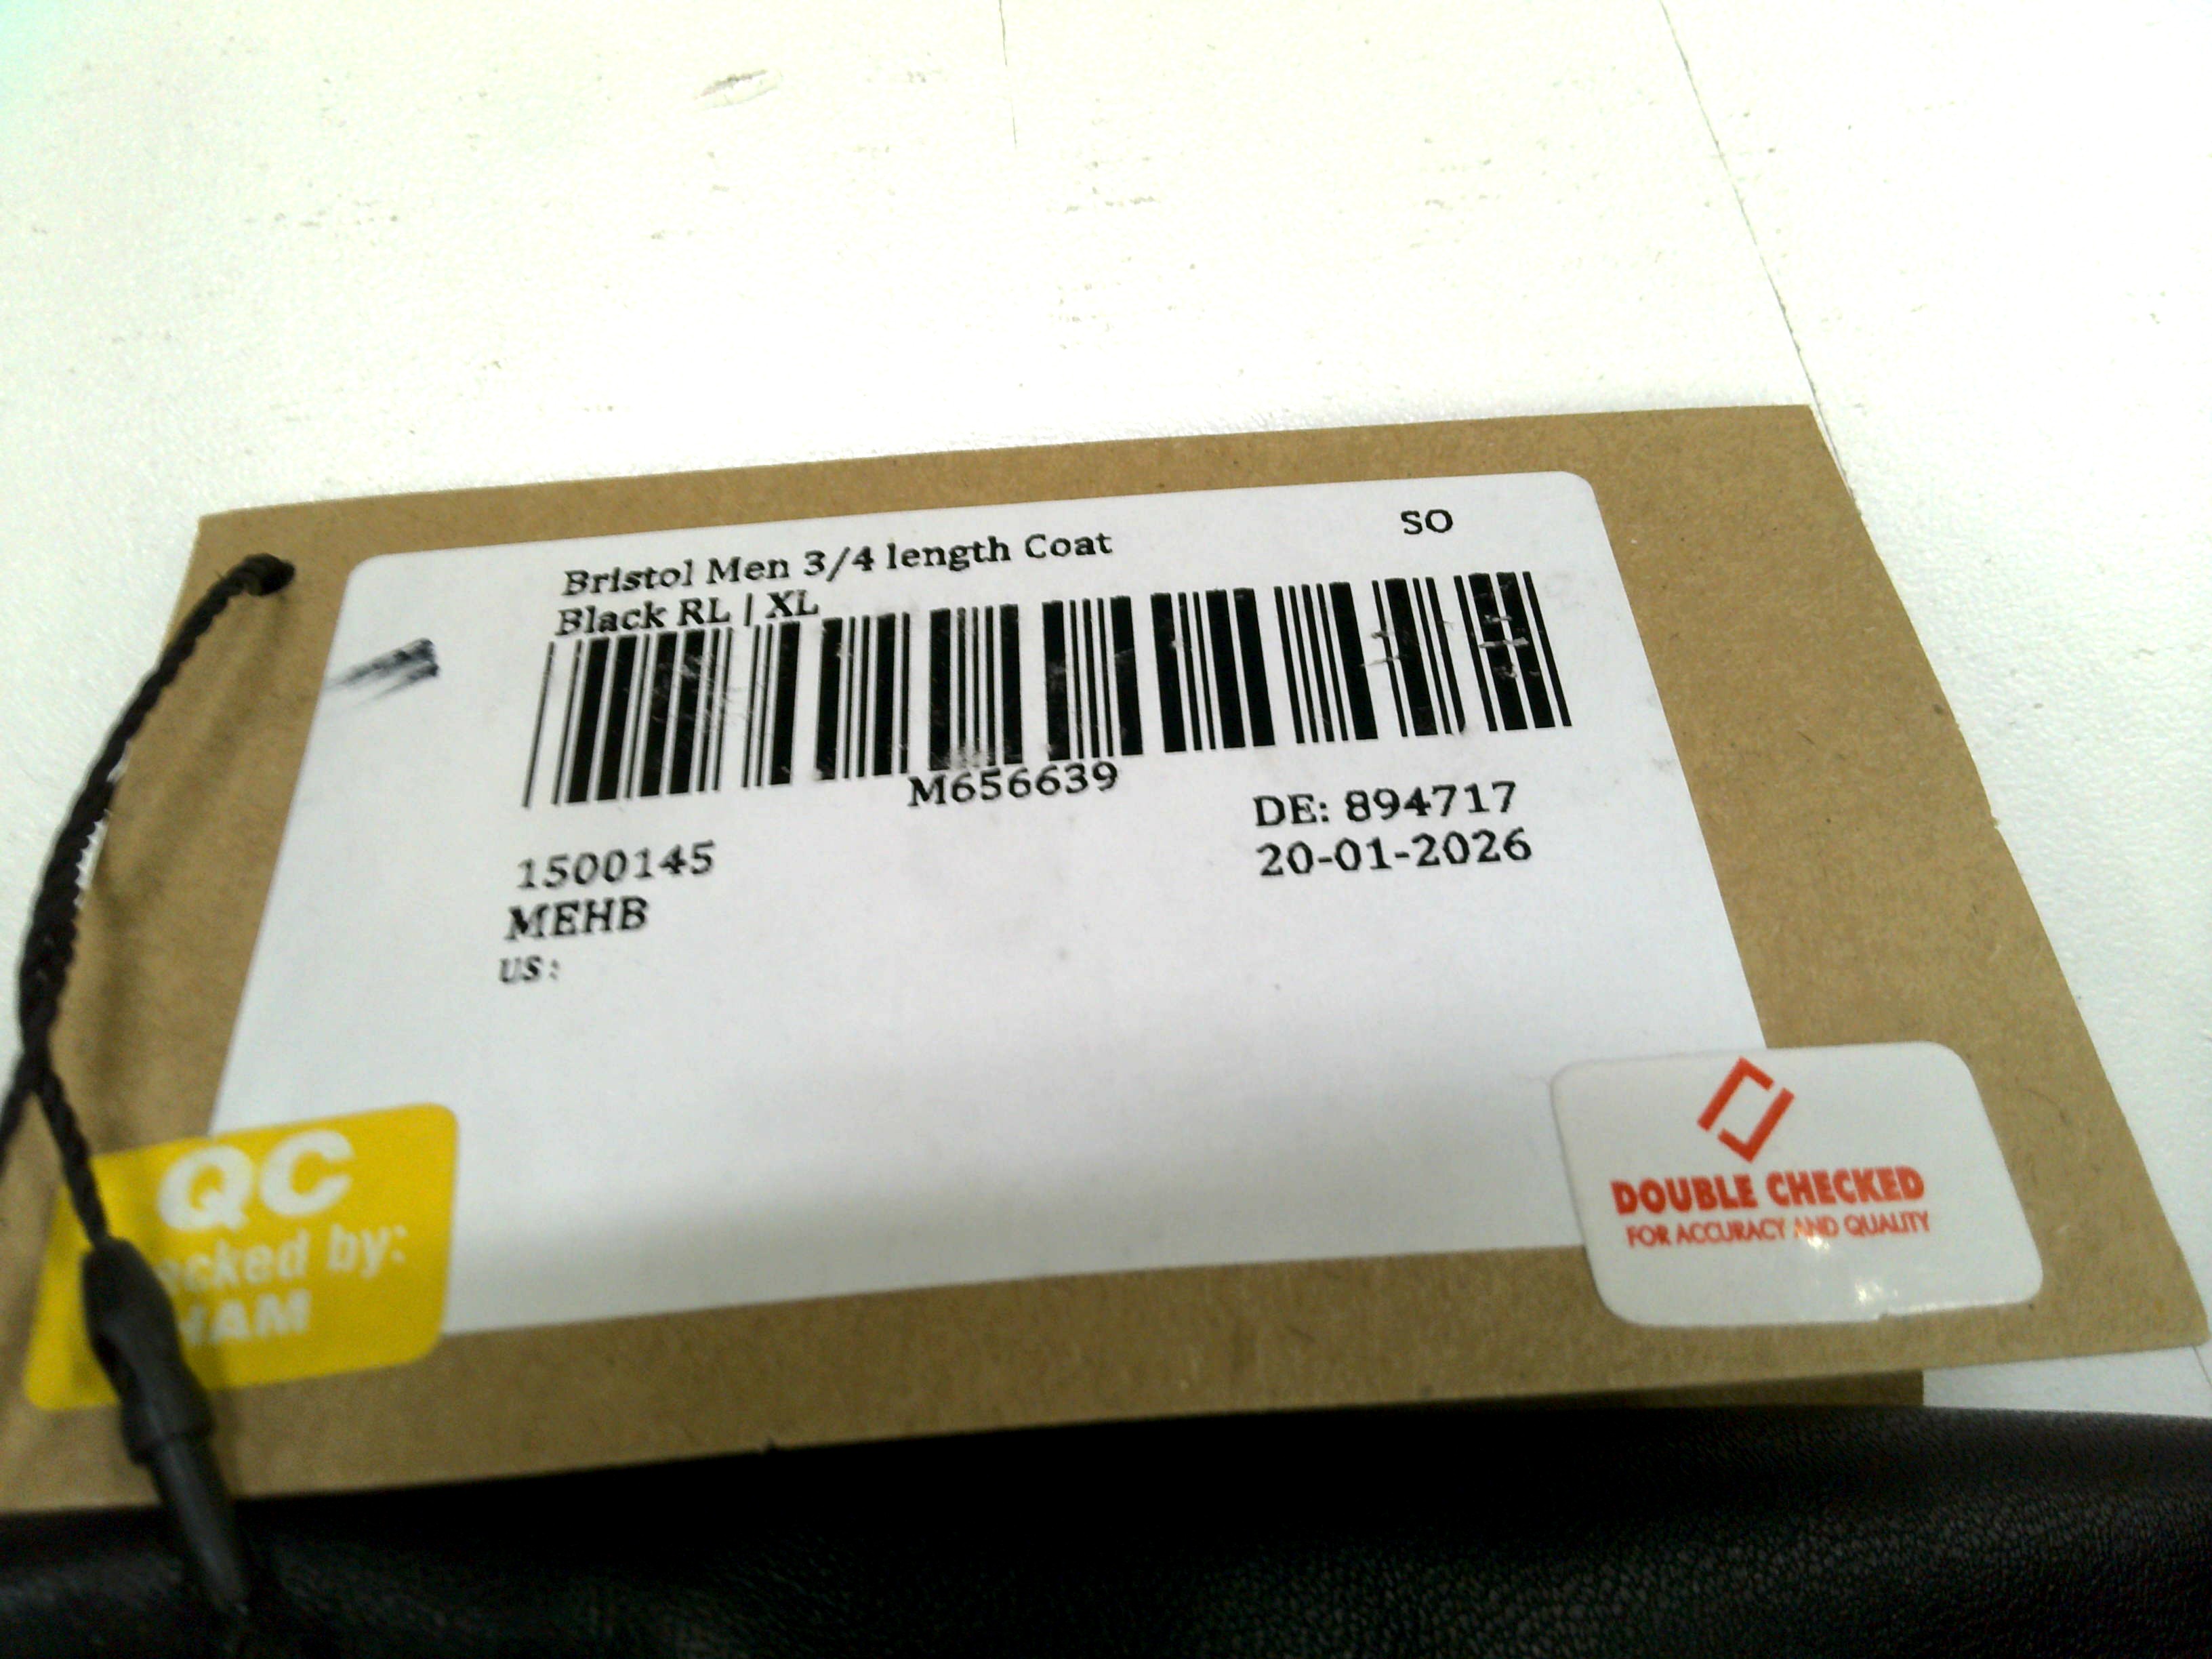 Bristol Men 3/4 length Coat
SO
Black RL | XL
M656639
DE: 894717
1500145
20-01-2026
MEHB
US:
QC
by:
DOUBLE CHECKED
FOR ACCURACY AND QUALITY